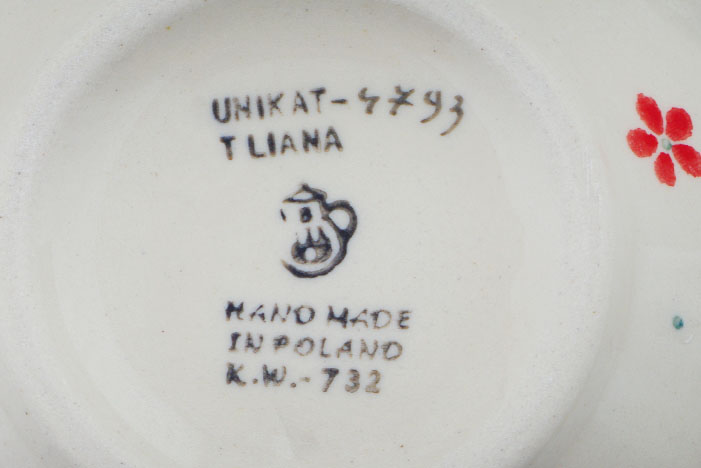 UNIKAT-4793
T LIANA
HAND MADE
IN POLAND
K.W.-732